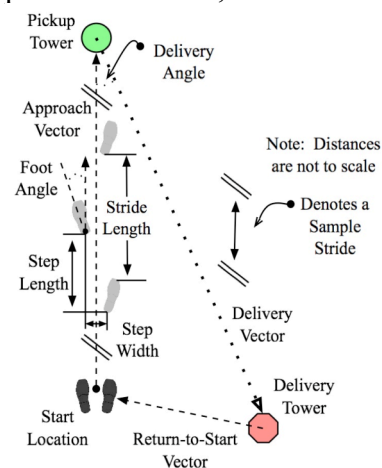 Pickup
Tower
Delivery
Angle
Approach
Vector
Note: Distances
are not to scale
Foot
Angle
Stride
Length
Denotes a
Sample
Stride
Step
Length
Delivery
Vector
Step
Width
Delivery
Tower
Start
Location
Return-to-Start
Vector